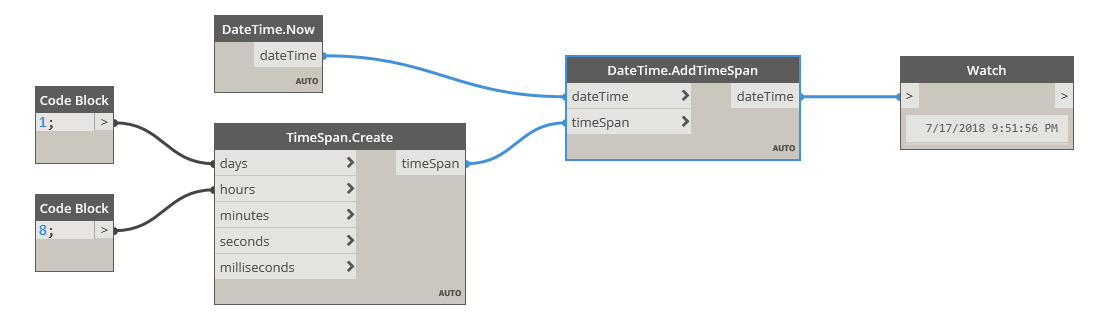 DateTime.Now
dateTime
AUTO
Code Block
1;
>
Code Block
8;
>
TimeSpan.Create
days
timeSpan
hours
minutes
seconds
milliseconds
AUTO
DateTime.AddTimeSpan
dateTime
dateTime
timeSpan
AUTO
Watch
>
>
7/17/2018 9:51:56 PM